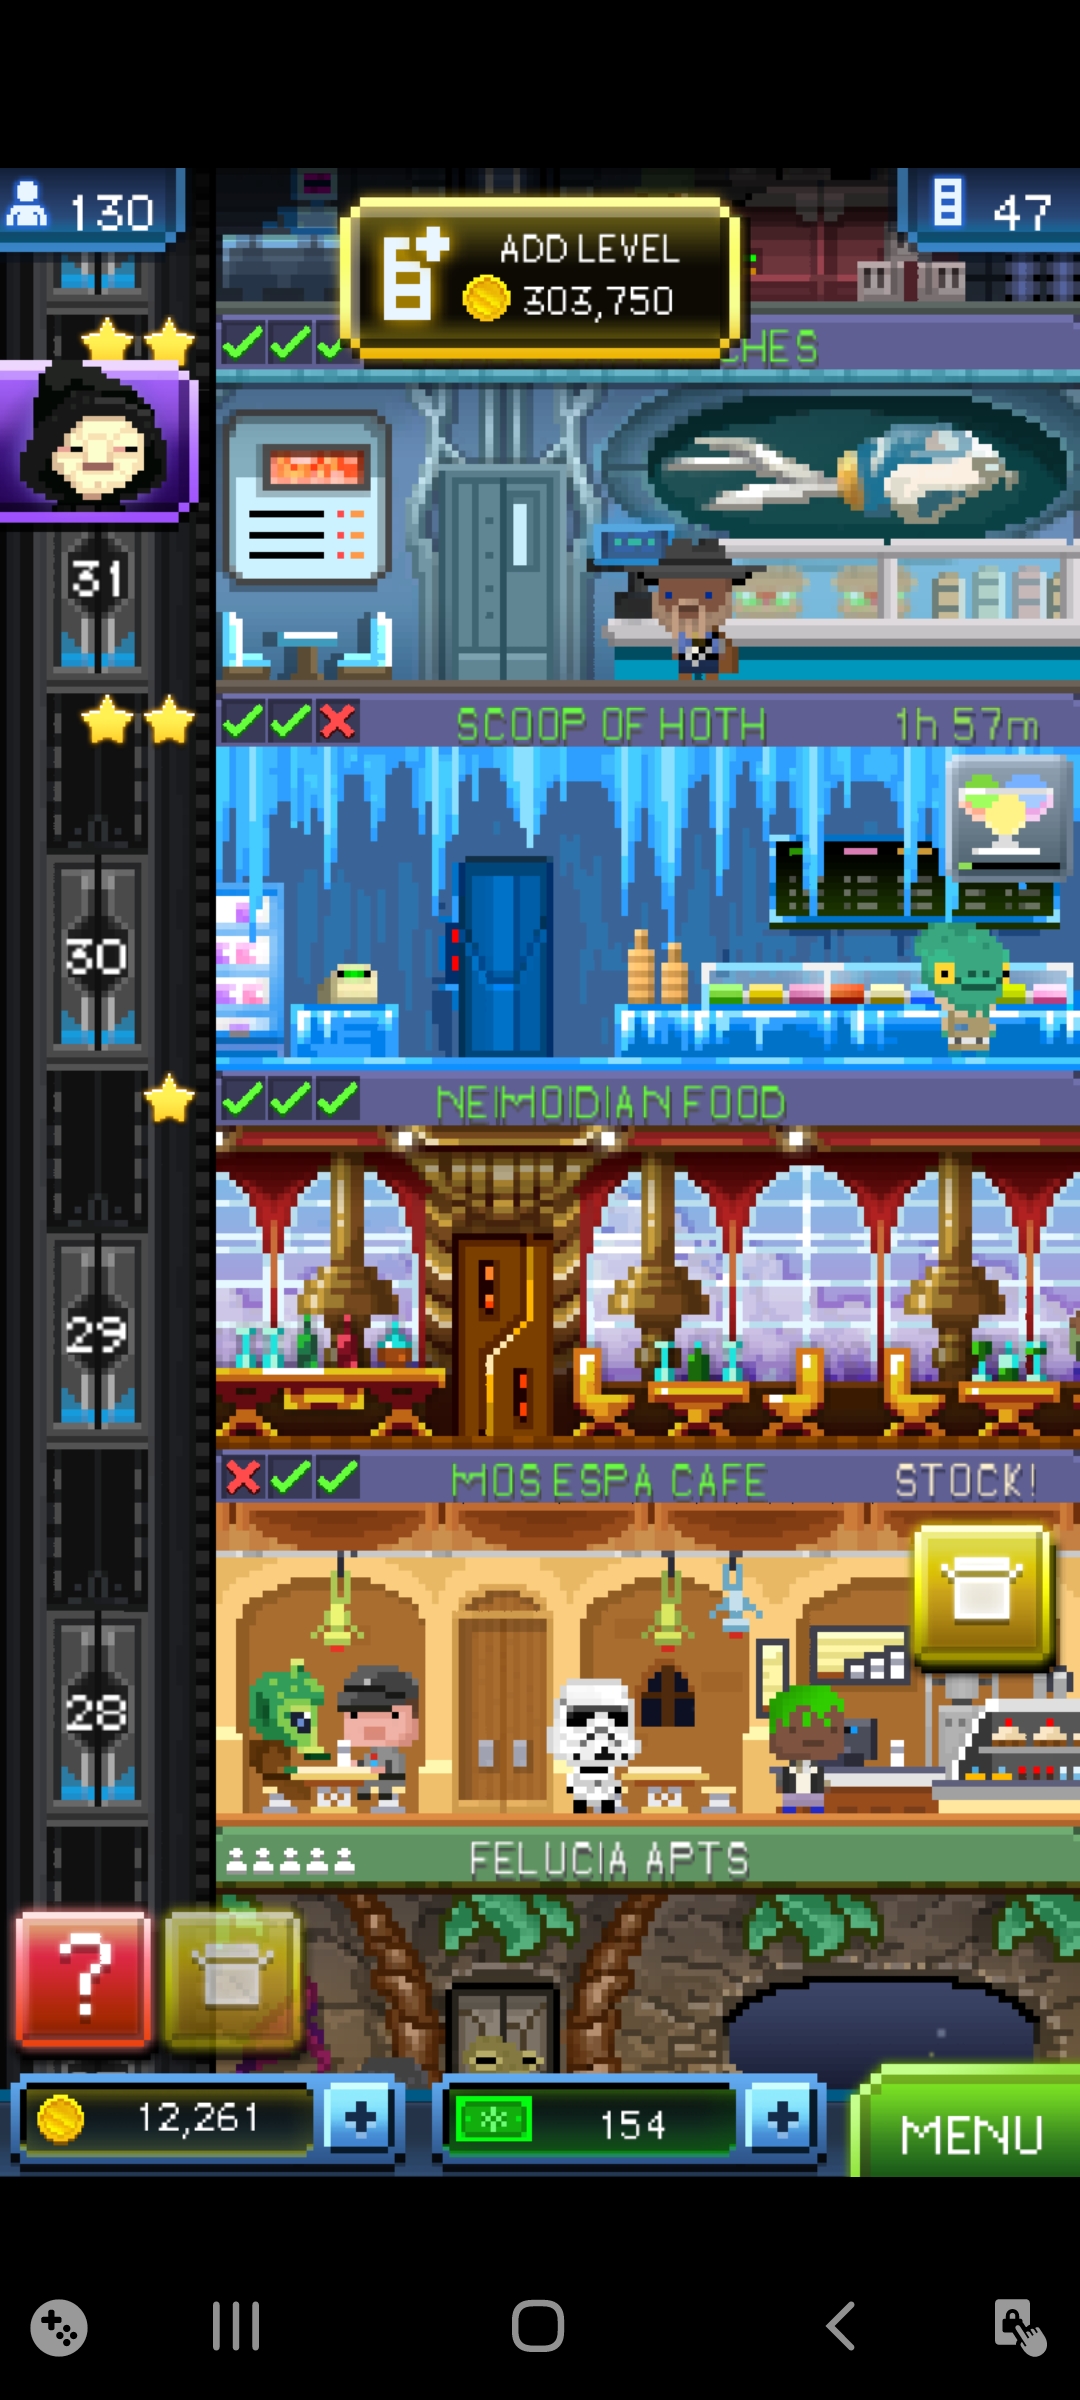 130
ADD LEVEL
303,750
47
CHES
31
SCOOP OF HOTH
1h 57m
30
NEIMOIDIAN FOOD
29
MOS ESPA CAFE
STOCK!
28
FELUCIA APTS
?
12,261
+
154
+
MENU